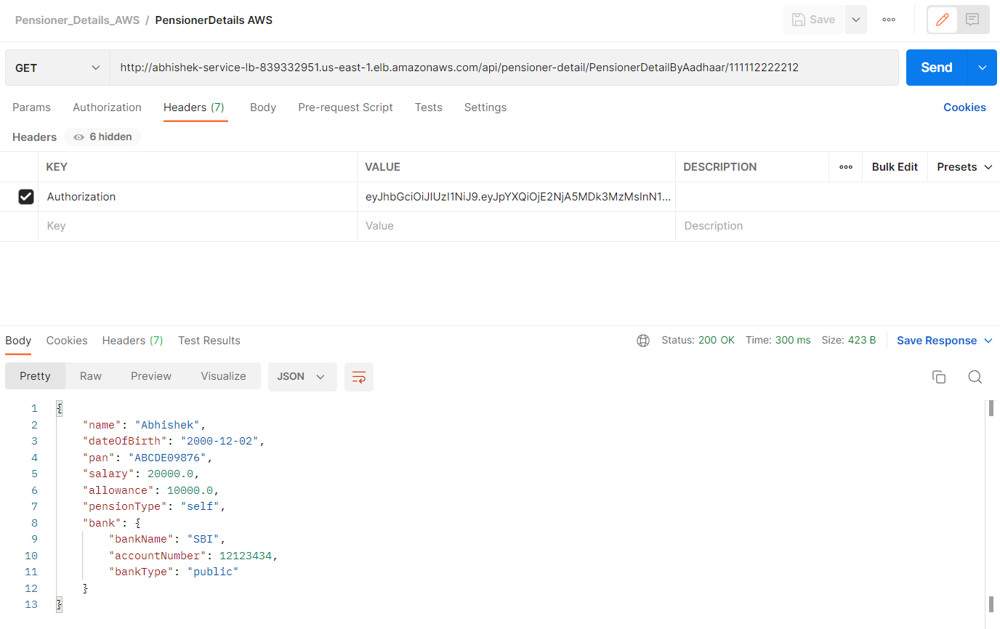 Pensioner_Details_AWS / PensionerDetails AWS
Save
GET
http://abhishek-service-lb-839332951.us-east-1.elb.amazonaws.com/api/pensioner-detail/PensionerDetailByAadhaar/111112222212
Send
Params Authorization Headers (7) Body Pre-request Script Tests Settings Cookies
Headers 6 hidden
KEY VALUE DESCRIPTION Bulk Edit Presets
Authorization eyJhbGciOiJIUzI1NiJ9.eyJpYXQiOjE2NjA5MDk3MzMsInN1...
Key Value Description
Body Cookies Headers (7) Test Results Status: 200 OK Time: 300 ms Size: 423 B Save Response
Pretty Raw Preview Visualize JSON
1 {
2 "name": "Abhishek",
3 "dateOfBirth": "2000-12-02",
4 "pan": "ABCDE09876",
5 "salary": 20000.0,
6 "allowance": 10000.0,
7 "pensionType": "self",
8 "bank": {
9 "bankName": "SBI",
10 "accountNumber": 12123434,
11 "bankType": "public"
12 }
13 }